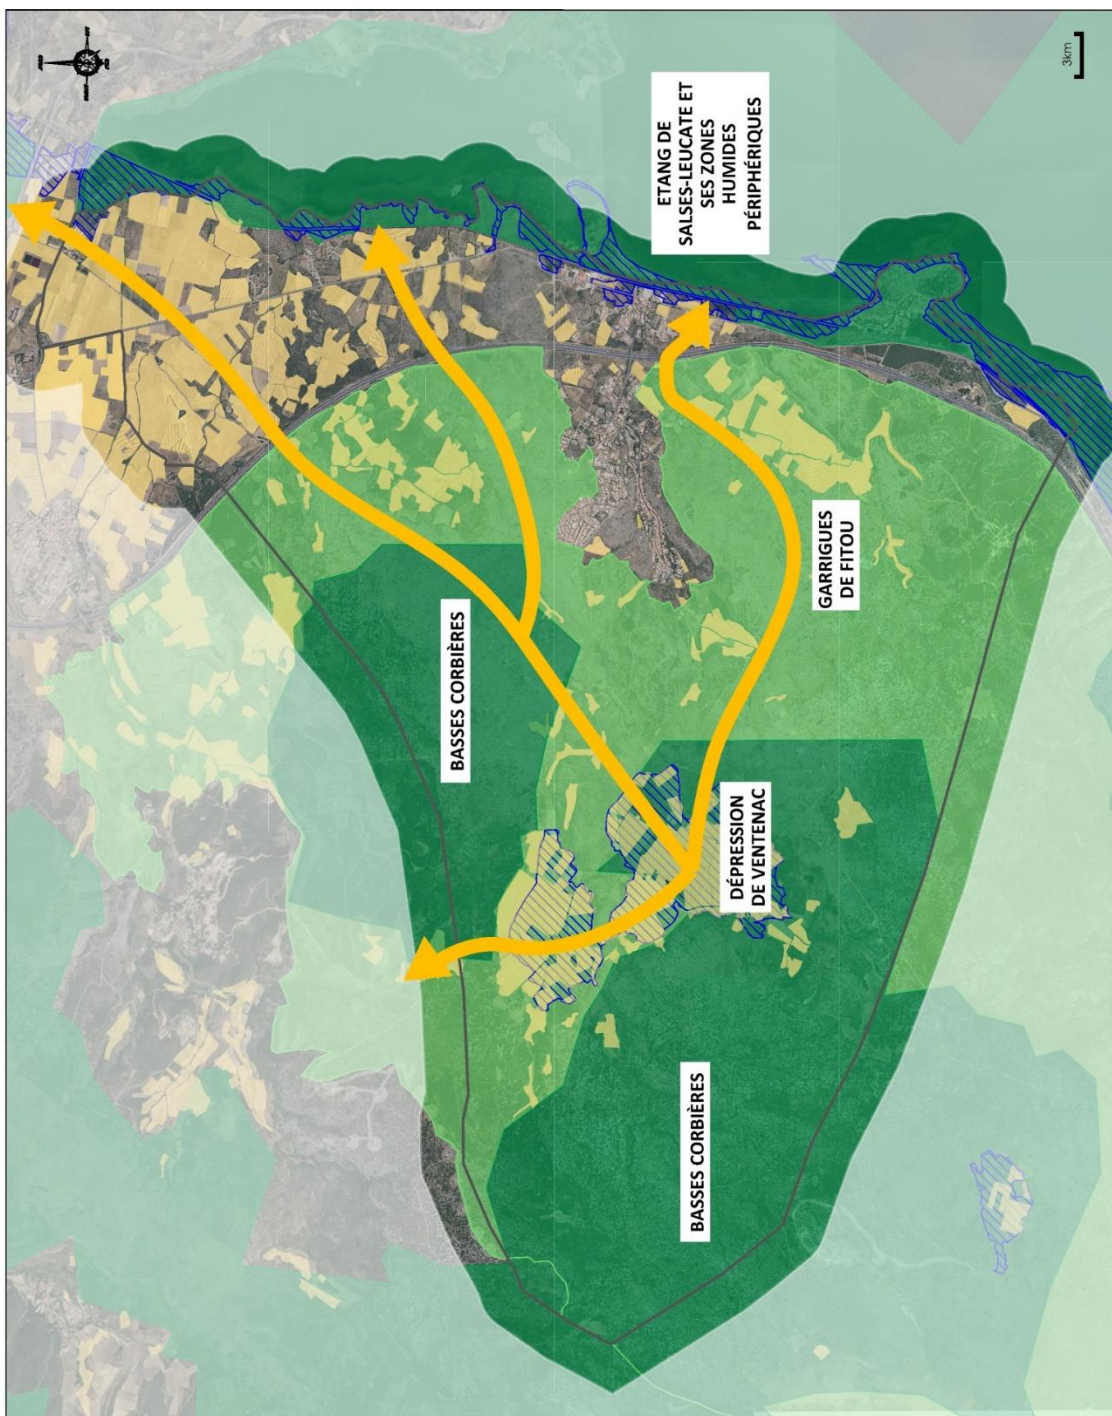 BASSES CORBIÈRES
ETANG DE
SALSES-LEUCATE ET
SES ZONES
HUMIDES
PÉRIPHÉRIQUES
BASSES CORBIÈRES
DÉPRESSION
DE VENTENAC
GARRIGUES
DE FITOU
3km